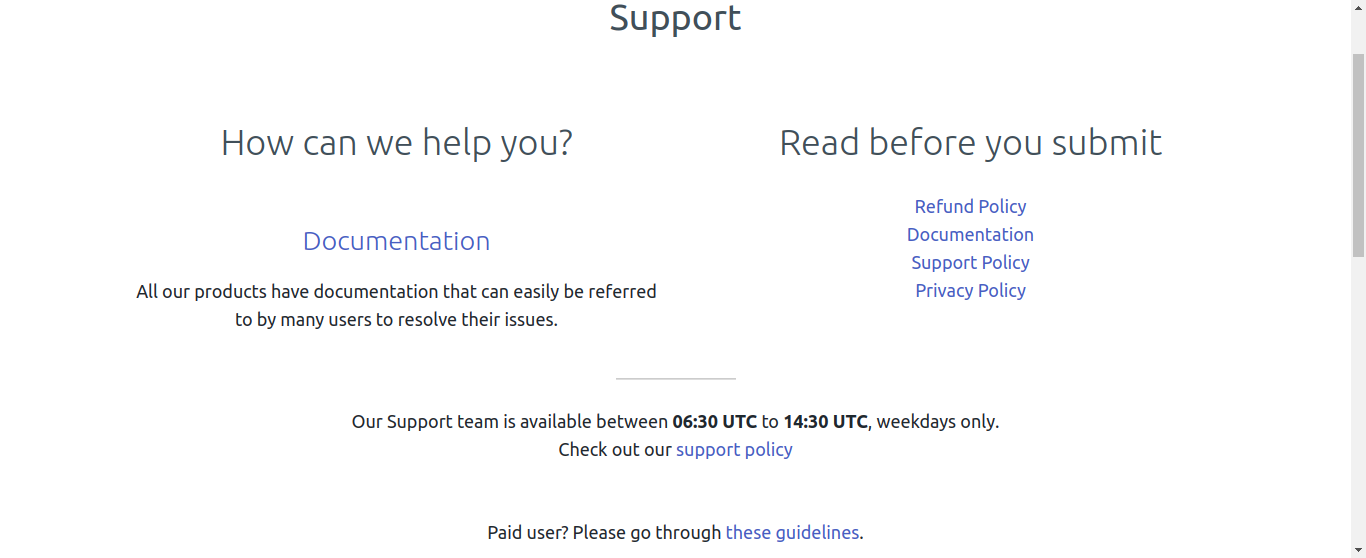 Support
How can we help you?
Documentation
All our products have documentation that can easily be referred
to by many users to resolve their issues.
Read before you submit
Refund Policy
Documentation
Support Policy
Privacy Policy
Our Support team is available between 06:30 UTC to 14:30 UTC, weekdays only.
Check out our support policy
Paid user? Please go through these guidelines.